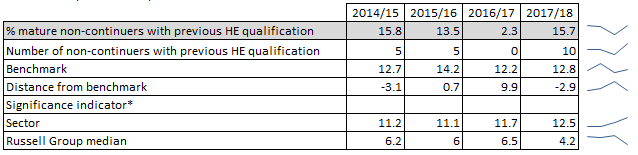 2014/15 2015/16 2016/17 2017/18
% mature non-continuers with previous HE qualification 15.8 13.5 2.3 15.7
Number of non-continuers with previous HE qualification 5 5 0 10
Benchmark 12.7 14.2 12.2 12.8
Distance from benchmark -3.1 0.7 9.9 -2.9
Significance indicator*
Sector 11.2 11.1 11.7 12.5
Russell Group median 6.2 6 6.5 4.2